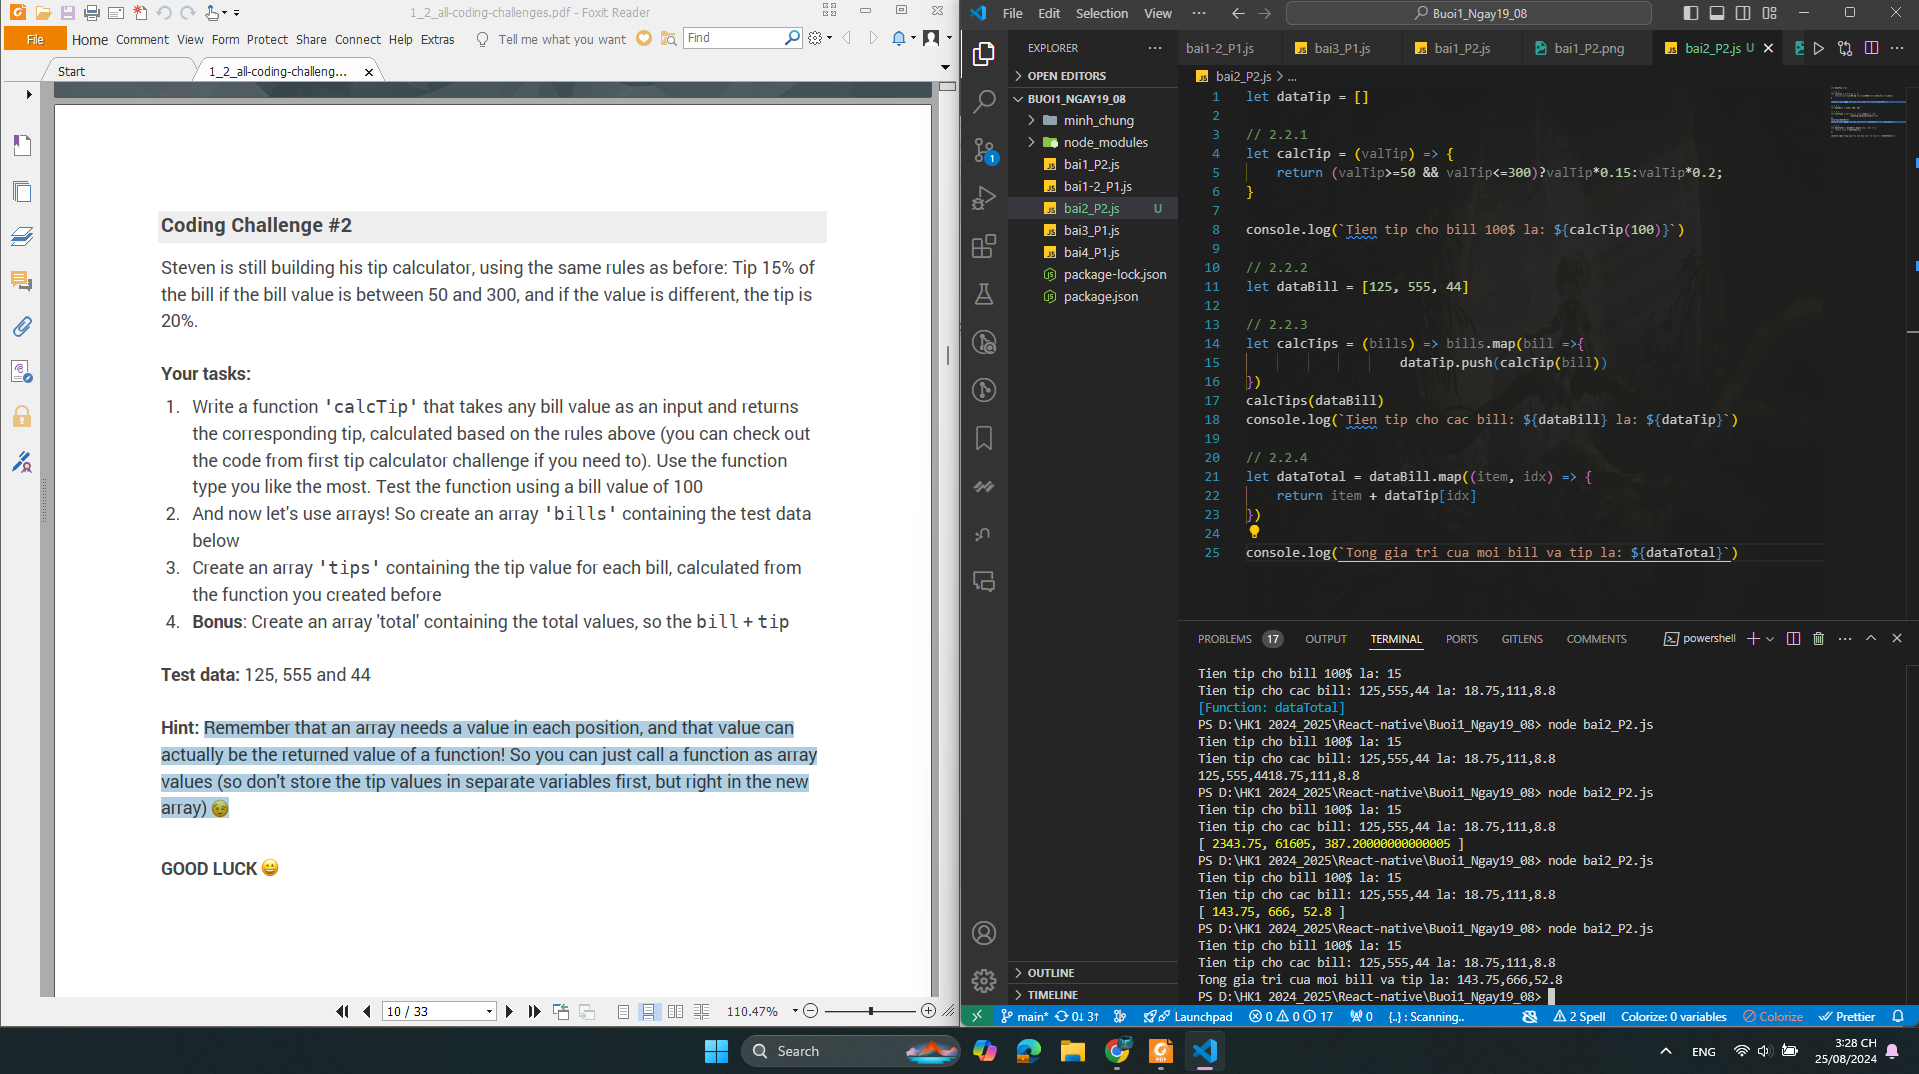 1_2_all-coding-challenges.pdf - Foxit Reader
File
Home
Comment
View
Form
Protect
Share
Connect
Help
Extras
Tell me what you want
Find
Start
1_2_all-coding-challeng...
Coding Challenge #2
Steven is still building his tip calculator, using the same rules as before: Tip 15% of
the bill if the bill value is between 50 and 300, and if the value is different, the tip is
20%.
Your tasks:
1. Write a function 'calcTip' that takes any bill value as an input and returns
the corresponding tip, calculated based on the rules above (you can check out
the code from first tip calculator challenge if you need to). Use the function
type you like the most. Test the function using a bill value of 100
2. And now let's use arrays! So create an array 'bills' containing the test data
below
3. Create an array 'tips' containing the tip value for each bill, calculated from
the function you created before
4. Bonus: Create an array 'total' containing the total values, so the bill + tip
Test data: 125, 555 and 44
Hint: Remember that an array needs a value in each position, and that value can
actually be the returned value of a function! So you can just call a function as array
values (so don't store the tip values in separate variables first, but right in the new
array) 😉
GOOD LUCK 😀
10 / 33
110.47%
File Edit Selection View ···
Buoi1_Ngay19_08
EXPLORER
OPEN EDITORS
BUOI1_NGAY19_08
minh_chung
node_modules
bai1_P2.js
bai1-2_P1.js
bai2_P2.js U
bai3_P1.js
bai4_P1.js
package-lock.json
package.json
OUTLINE
TIMELINE
1
bai1-2_P1.js
bai3_P1.js
bai1_P2.js
bai1_P2.png
bai2_P2.js U
bai2_P2.js > ...
1 let dataTip = []
2
3 // 2.2.1
4 let calcTip = (valTip) => {
5 return (valTip>=50 && valTip<=300)?valTip*0.15:valTip*0.2;
6 }
7
8 console.log(`Tien tip cho bill 100$ la: ${calcTip(100)}`)
9
10 // 2.2.2
11 let dataBill = [125, 555, 44]
12
13 // 2.2.3
14 let calcTips = (bills) => bills.map(bill =>{
15 dataTip.push(calcTip(bill))
16 })
17 calcTips(dataBill)
18 console.log(`Tien tip cho cac bill: ${dataBill} la: ${dataTip}`)
19
20 // 2.2.4
21 let dataTotal = dataBill.map((item, idx) => {
22 return item + dataTip[idx]
23 })
24
25 console.log(`Tong gia tri cua moi bill va tip la: ${dataTotal}`)
PROBLEMS 17 OUTPUT TERMINAL PORTS GITLENS COMMENTS
powershell
Tien tip cho bill 100$ la: 15
Tien tip cho cac bill: 125,555,44 la: 18.75,111,8.8
[Function: dataTotal]
PS D:\HK1 2024_2025\React-native\Buoi1_Ngay19_08> node bai2_P2.js
Tien tip cho bill 100$ la: 15
Tien tip cho cac bill: 125,555,44 la: 18.75,111,8.8
125,555,4418.75,111,8.8
PS D:\HK1 2024_2025\React-native\Buoi1_Ngay19_08> node bai2_P2.js
Tien tip cho bill 100$ la: 15
Tien tip cho cac bill: 125,555,44 la: 18.75,111,8.8
[ 2343.75, 61605, 387.20000000000005 ]
PS D:\HK1 2024_2025\React-native\Buoi1_Ngay19_08> node bai2_P2.js
Tien tip cho bill 100$ la: 15
Tien tip cho cac bill: 125,555,44 la: 18.75,111,8.8
[ 143.75, 666, 52.8 ]
PS D:\HK1 2024_2025\React-native\Buoi1_Ngay19_08> node bai2_P2.js
Tien tip cho bill 100$ la: 15
Tien tip cho cac bill: 125,555,44 la: 18.75,111,8.8
Tong gia tri cua moi bill va tip la: 143.75,666,52.8
PS D:\HK1 2024_2025\React-native\Buoi1_Ngay19_08>
main* 0↓ 3↑ Launchpad 0 0 17 0 {..} : Scanning.. 2 Spell Colorize: 0 variables Colorize Prettier
Search
ENG
3:28 CH
25/08/2024